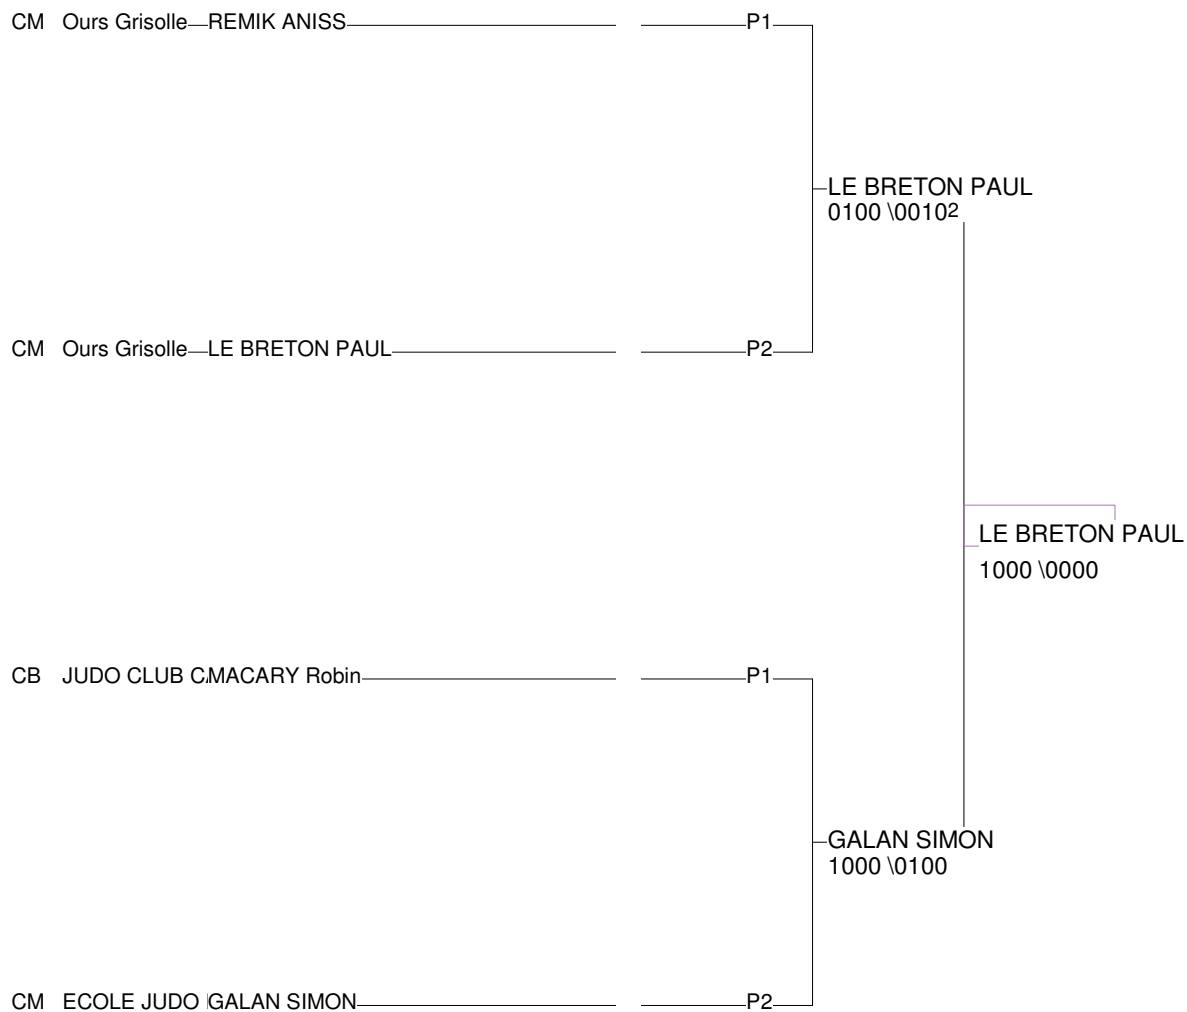 CM Ours Grisolle REMIK ANISS P1
LE BRETON PAUL
0100 \00102
CM Ours Grisolle LE BRETON PAUL P2
LE BRETON PAUL
1000 \0000
CB JUDO CLUB C MACARY Robin P1
GALAN SIMON
1000 \0100
CM ECOLE JUDO GALAN SIMON P2